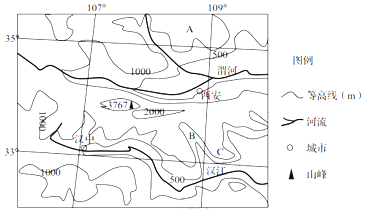 107° 109°
A
35°
500
渭河
1000
西安
3767
2000
1000
汉中
B
C
33°
汉江
500
1000
图例
等高线（m）
河流
城市
山峰